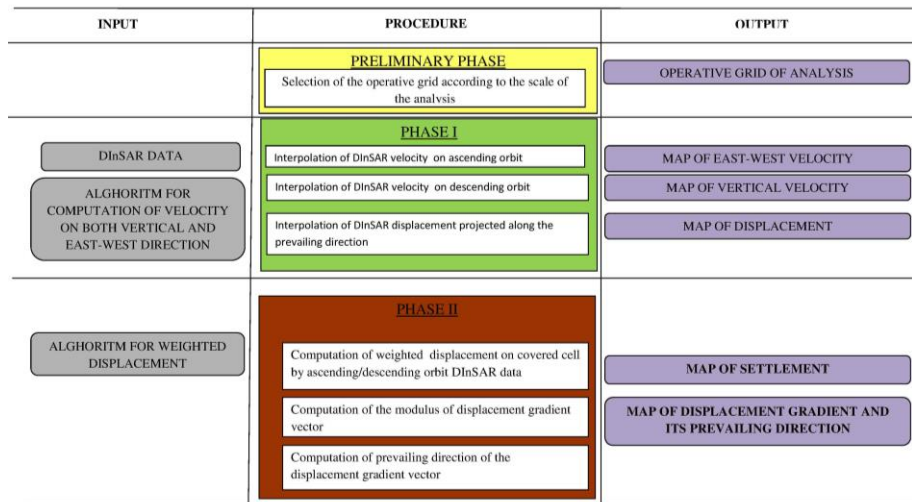 INPUT
PROCEDURE
OUTPUT
PRELIMINARY PHASE
Selection of the operative grid according to the scale of
the analysis
OPERATIVE GRID OF ANALYSIS
PHASE I
DInSAR DATA
ALGHORITM FOR
COMPUTATION OF VELOCITY
ON BOTH VERTICAL AND
EAST-WEST DIRECTION
Interpolation of DInSAR velocity on ascending orbit
Interpolation of DInSAR velocity on descending orbit
Interpolation of DInSAR displacement projected along the
prevailing direction
MAP OF EAST-WEST VELOCITY
MAP OF VERTICAL VELOCITY
MAP OF DISPLACEMENT
PHASE II
ALGHORITM FOR WEIGHTED
DISPLACEMENT
Computation of weighted displacement on covered cell
by ascending/descending orbit DInSAR data
Computation of the modulus of displacement gradient
vector
Computation of prevailing direction of the
displacement gradient vector
MAP OF SETTLEMENT
MAP OF DISPLACEMENT GRADIENT AND
ITS PREVAILING DIRECTION